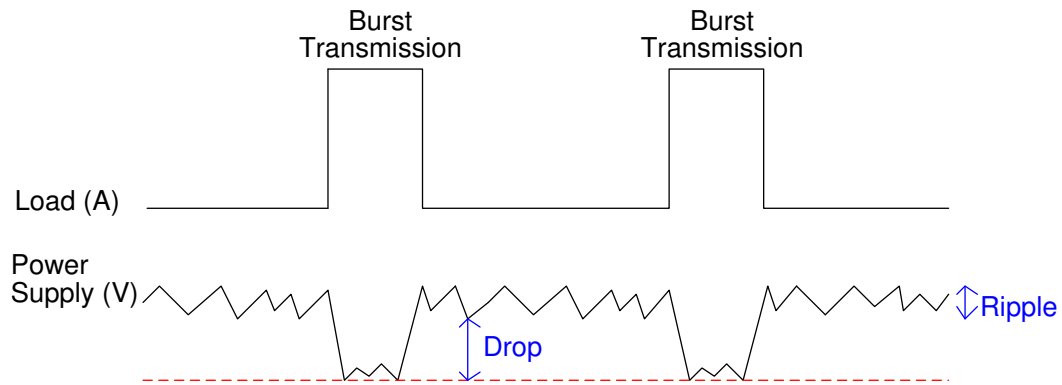 Burst
Transmission
Burst
Transmission
Load (A)
Power
Supply (V)
Ripple
Drop